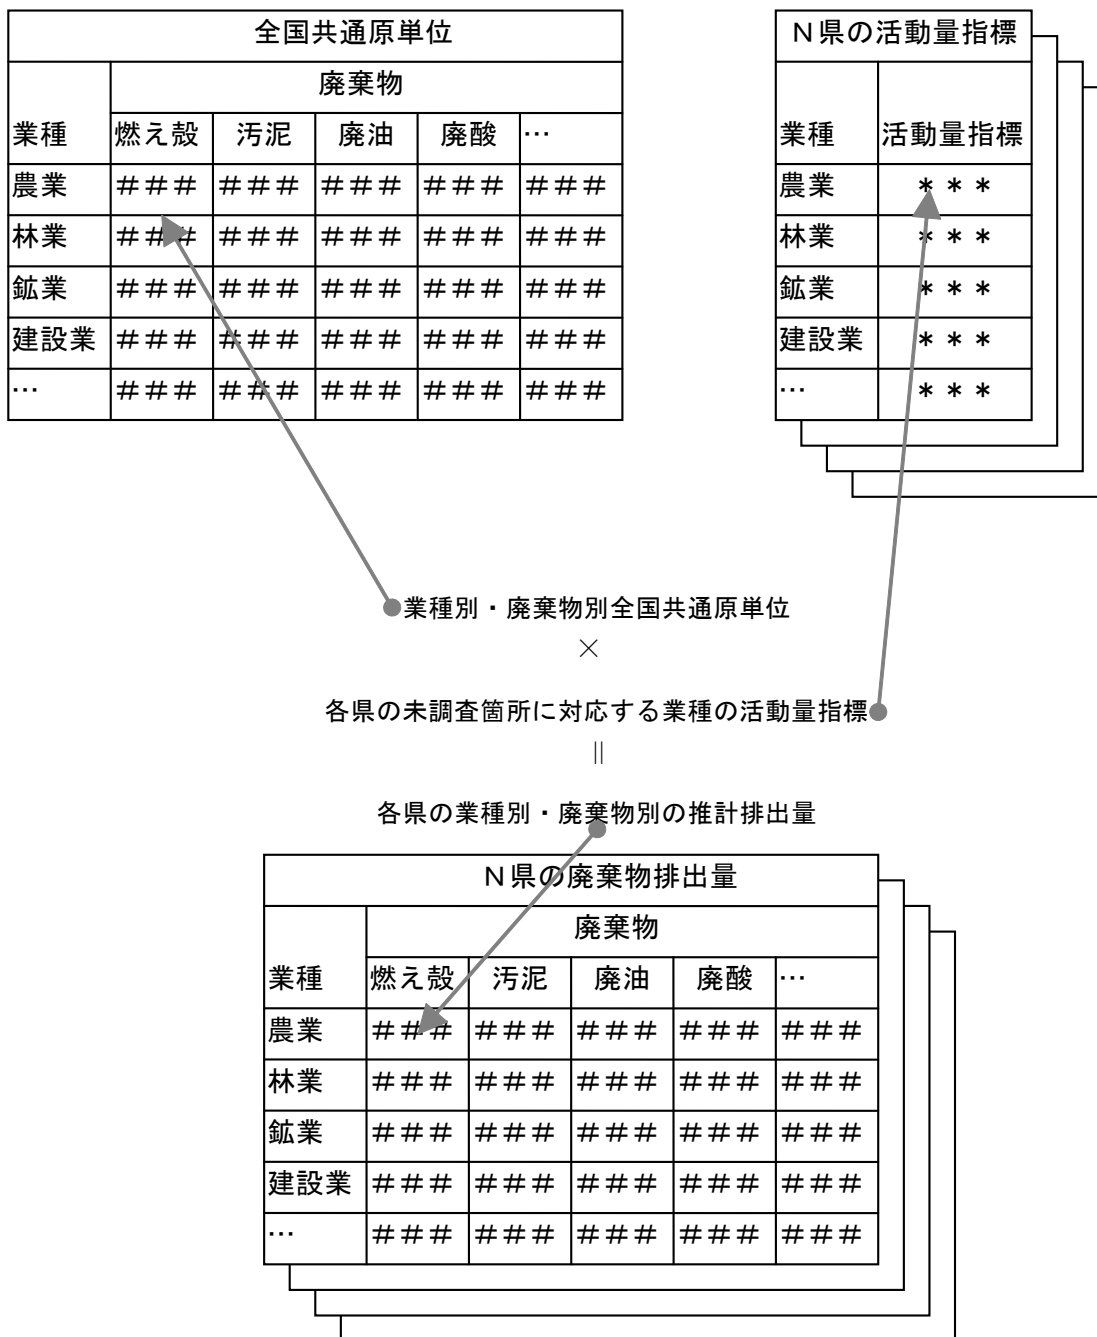 全国共通原単位
廃棄物
業種 燃え殻 汚泥 廃油 廃酸 …
農業 ＃＃＃ ＃＃＃ ＃＃＃ ＃＃＃ ＃＃＃
林業 ＃＃＃ ＃＃＃ ＃＃＃ ＃＃＃ ＃＃＃
鉱業 ＃＃＃ ＃＃＃ ＃＃＃ ＃＃＃ ＃＃＃
建設業 ＃＃＃ ＃＃＃ ＃＃＃ ＃＃＃ ＃＃＃
… ＃＃＃ ＃＃＃ ＃＃＃ ＃＃＃ ＃＃＃
Ｎ県の活動量指標
業種 活動量指標
農業 ＊＊＊
林業 ＊＊＊
鉱業 ＊＊＊
建設業 ＊＊＊
… ＊＊＊
業種別・廃棄物別全国共通原単位
×
各県の未調査箇所に対応する業種の活動量指標
||
各県の業種別・廃棄物別の推計排出量
Ｎ県の廃棄物排出量
廃棄物
業種 燃え殻 汚泥 廃油 廃酸 …
農業 ＃＃＃ ＃＃＃ ＃＃＃ ＃＃＃ ＃＃＃
林業 ＃＃＃ ＃＃＃ ＃＃＃ ＃＃＃ ＃＃＃
鉱業 ＃＃＃ ＃＃＃ ＃＃＃ ＃＃＃ ＃＃＃
建設業 ＃＃＃ ＃＃＃ ＃＃＃ ＃＃＃ ＃＃＃
… ＃＃＃ ＃＃＃ ＃＃＃ ＃＃＃ ＃＃＃